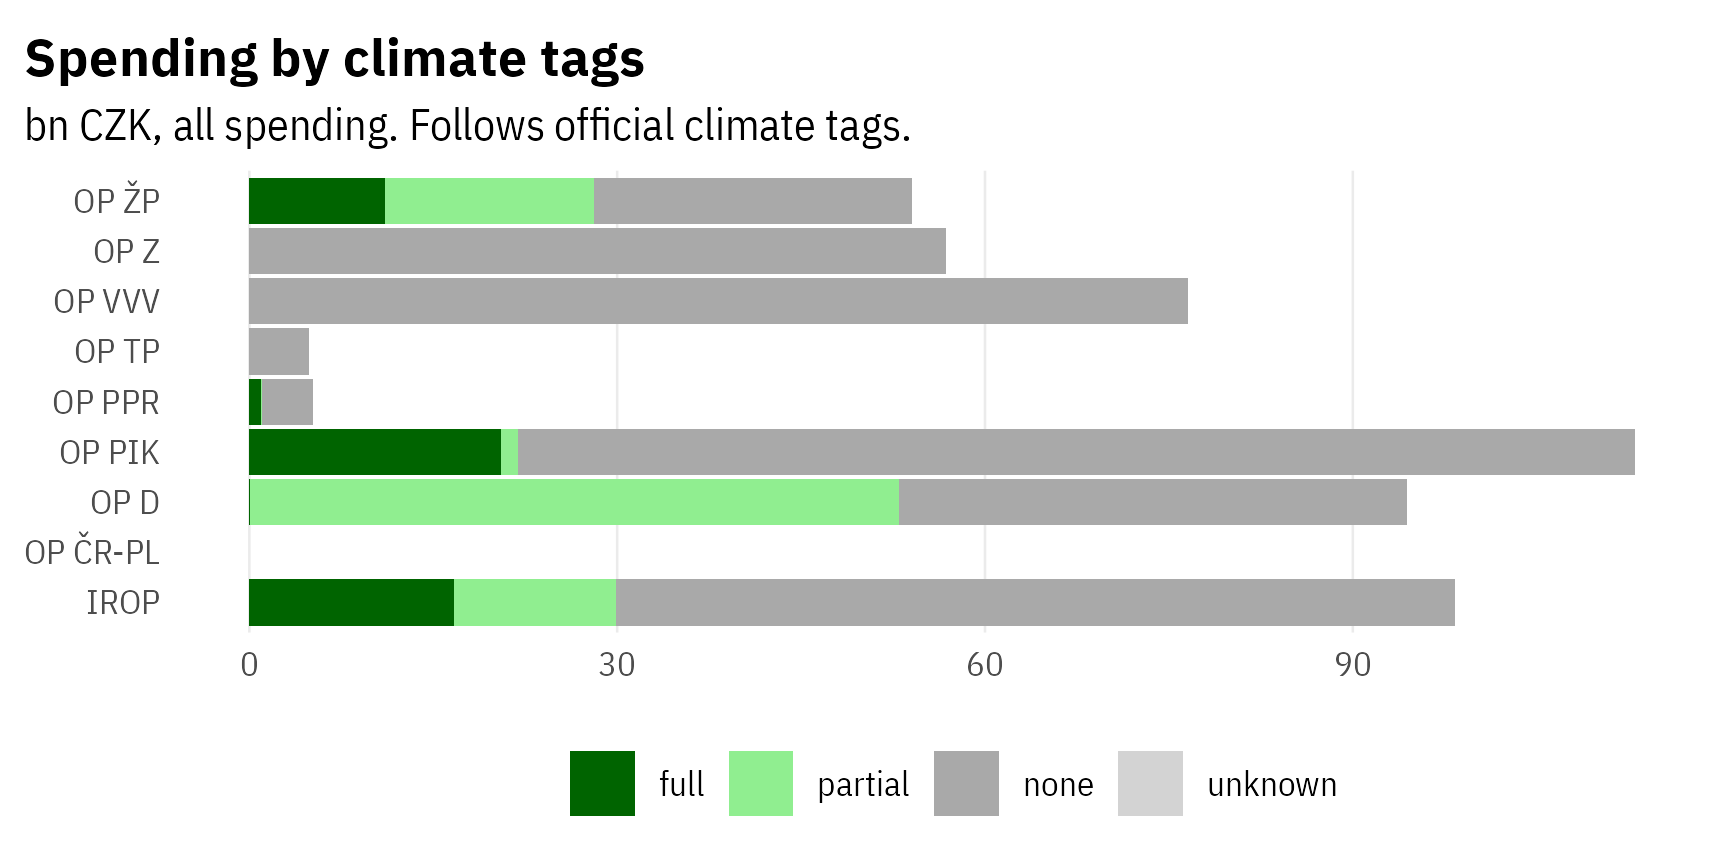 Spending by climate tags
bn CZK, all spending. Follows official climate tags.
OP ŽP
OP Z
OP VVV
OP TP
OP PPR
OP PIK
OP D
OP ČR-PL
IROP
0 30 60 90
full partial none unknown